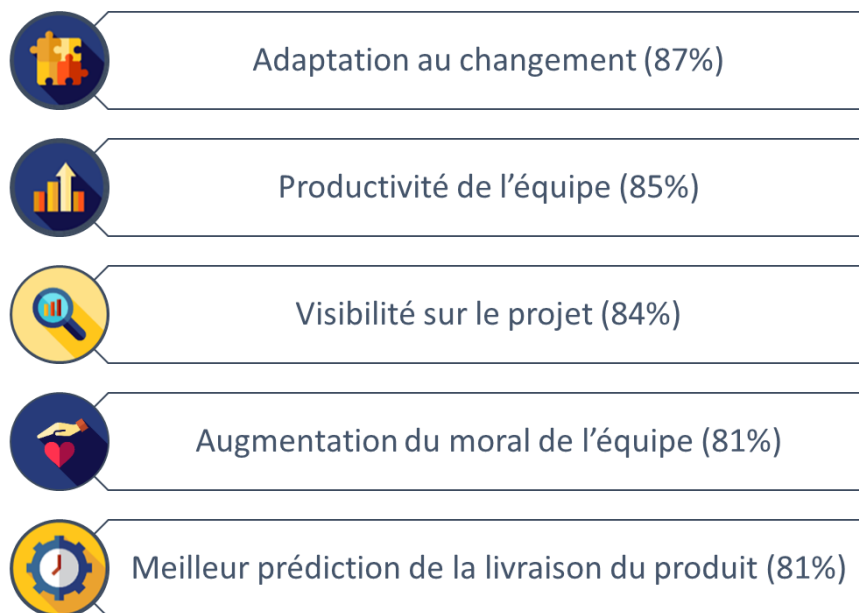 Adaptation au changement (87%)
Productivité de l’équipe (85%)
Visibilité sur le projet (84%)
Augmentation du moral de l’équipe (81%)
Meilleur prédiction de la livraison du produit (81%)